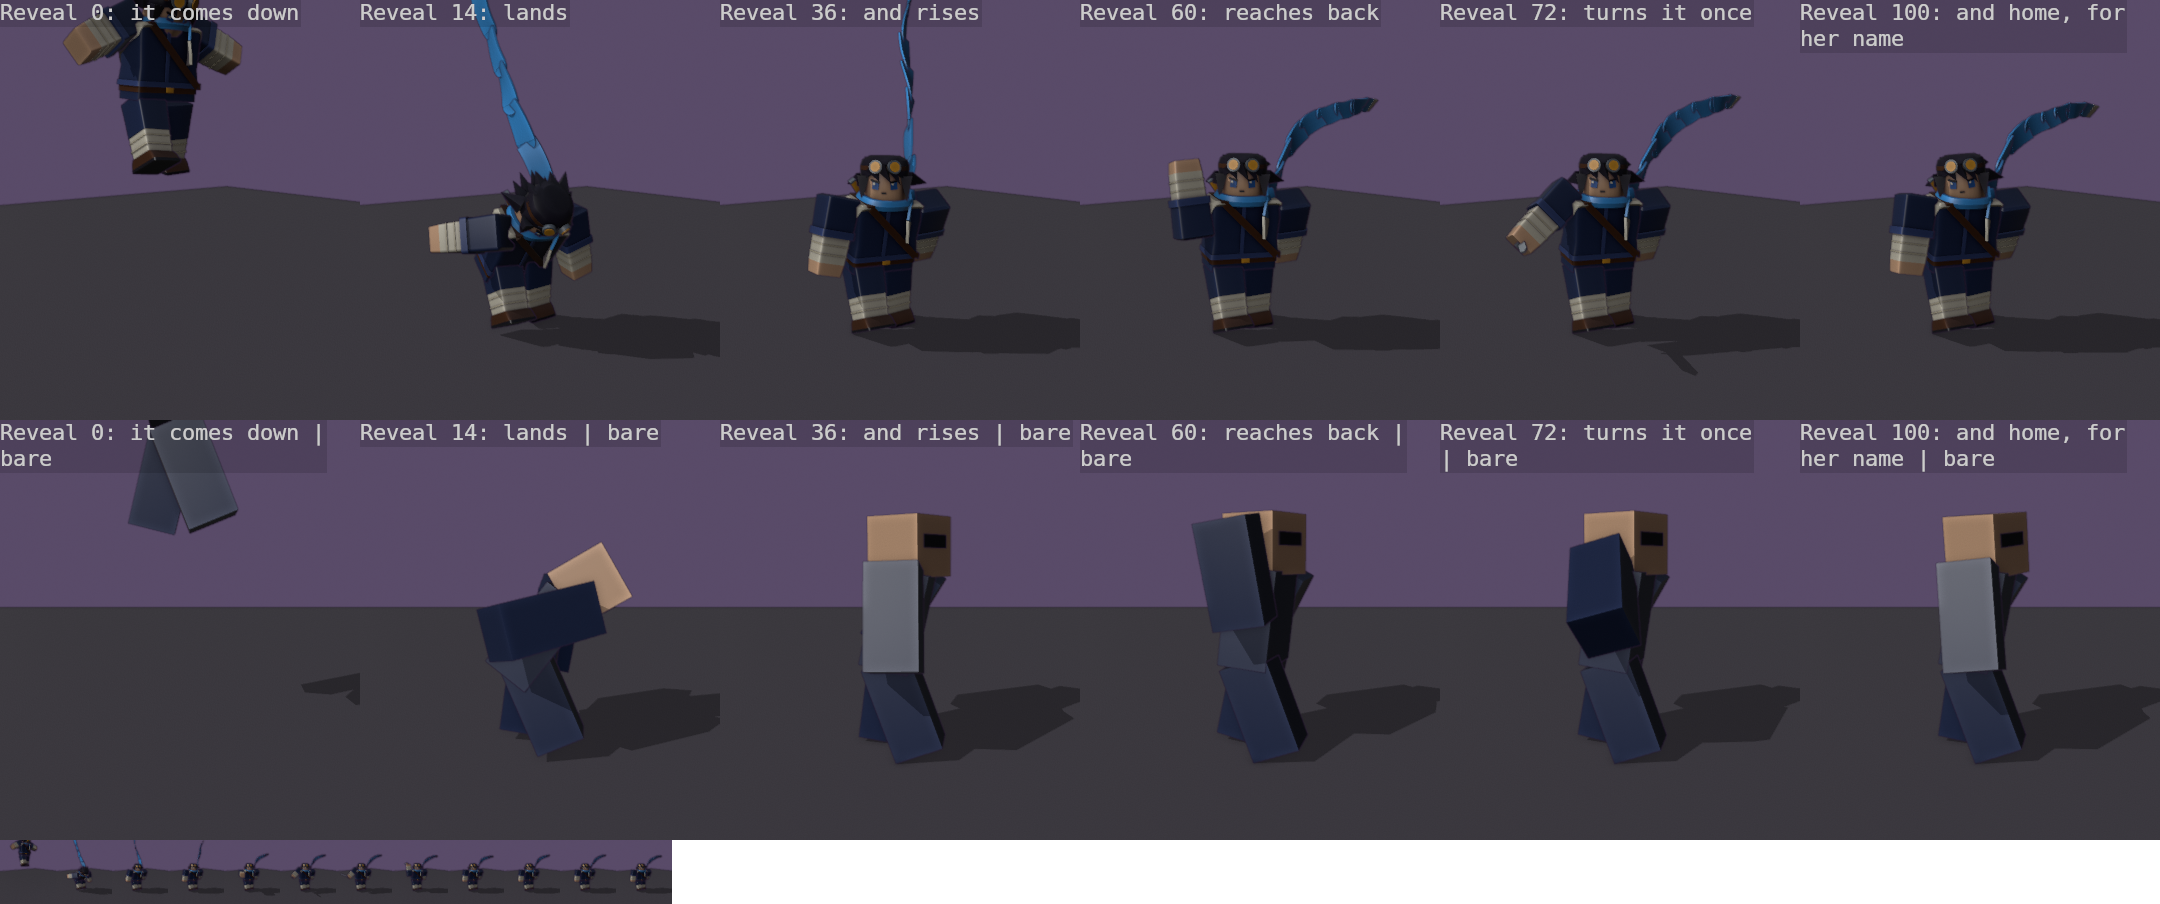 Reveal 0: it comes down
Reveal 14: lands
Reveal 36: and rises
Reveal 60: reaches back
Reveal 72: turns it once
Reveal 100: and home, for
her name
Reveal 0: it comes down |
bare
Reveal 14: lands | bare
Reveal 36: and rises | bare
Reveal 60: reaches back |
bare
Reveal 72: turns it once
| bare
Reveal 100: and home, for
her name | bare